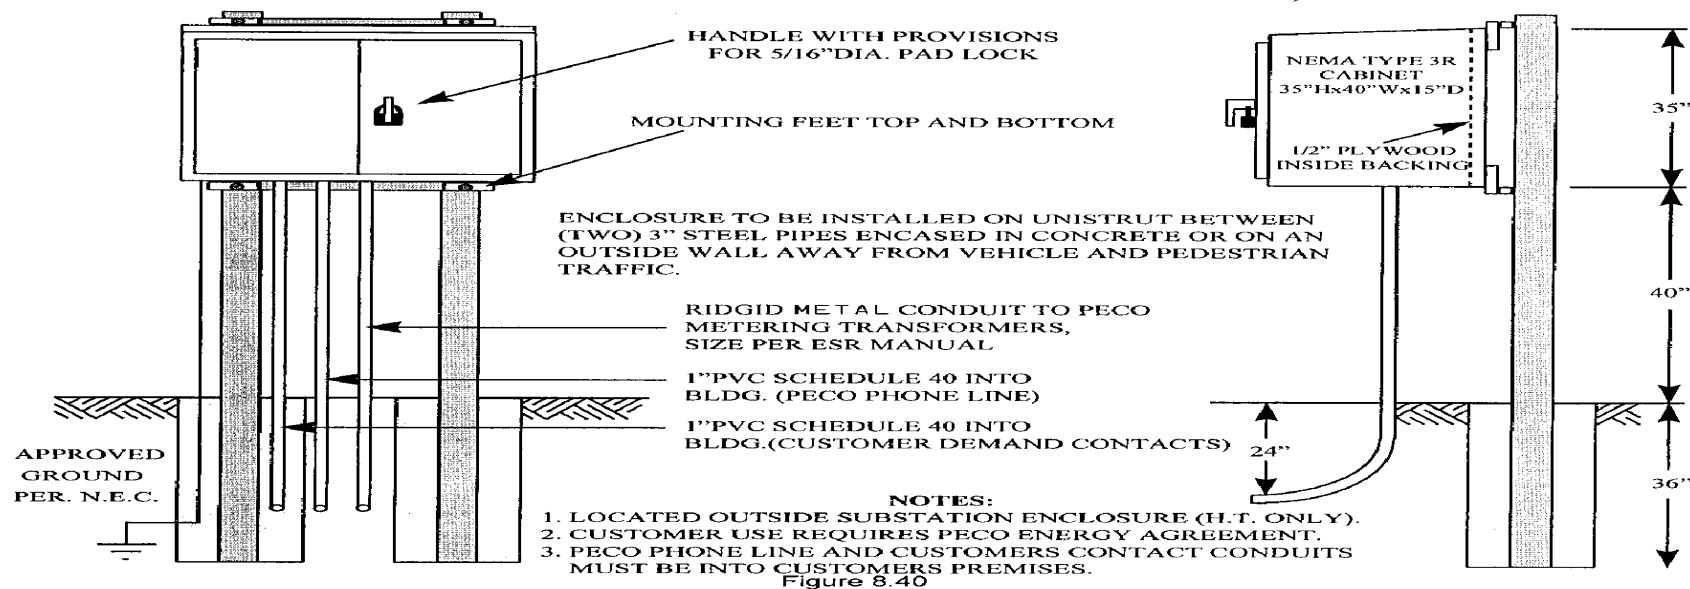 HANDLE WITH PROVISIONS
FOR 5/16”DIA. PAD LOCK
MOUNTING FEET TOP AND BOTTOM
ENCLOSURE TO BE INSTALLED ON UNISTRUT BETWEEN
(TWO) 3” STEEL PIPES ENCASED IN CONCRETE OR ON AN
OUTSIDE WALL AWAY FROM VEHICLE AND PEDESTRIAN
TRAFFIC.
RIDGID METAL CONDUIT TO PECO
METERING TRANSFORMERS,
SIZE PER ESR MANUAL
1”PVC SCHEDULE 40 INTO
BLDG. (PECO PHONE LINE)
1”PVC SCHEDULE 40 INTO
BLDG.(CUSTOMER DEMAND CONTACTS)
APPROVED
GROUND
PER. N.E.C.
NEMA TYPE 3R
CABINET
35”Hx40”Wx15”D
1/2” PLYWOOD
INSIDE BACKING
35”
40”
24”
36”
NOTES:
1. LOCATED OUTSIDE SUBSTATION ENCLOSURE (H.T. ONLY).
2. CUSTOMER USE REQUIRES PECO ENERGY AGREEMENT.
3. PECO PHONE LINE AND CUSTOMERS CONTACT CONDUITS
MUST BE INTO CUSTOMERS PREMISES.
Figure 8.40